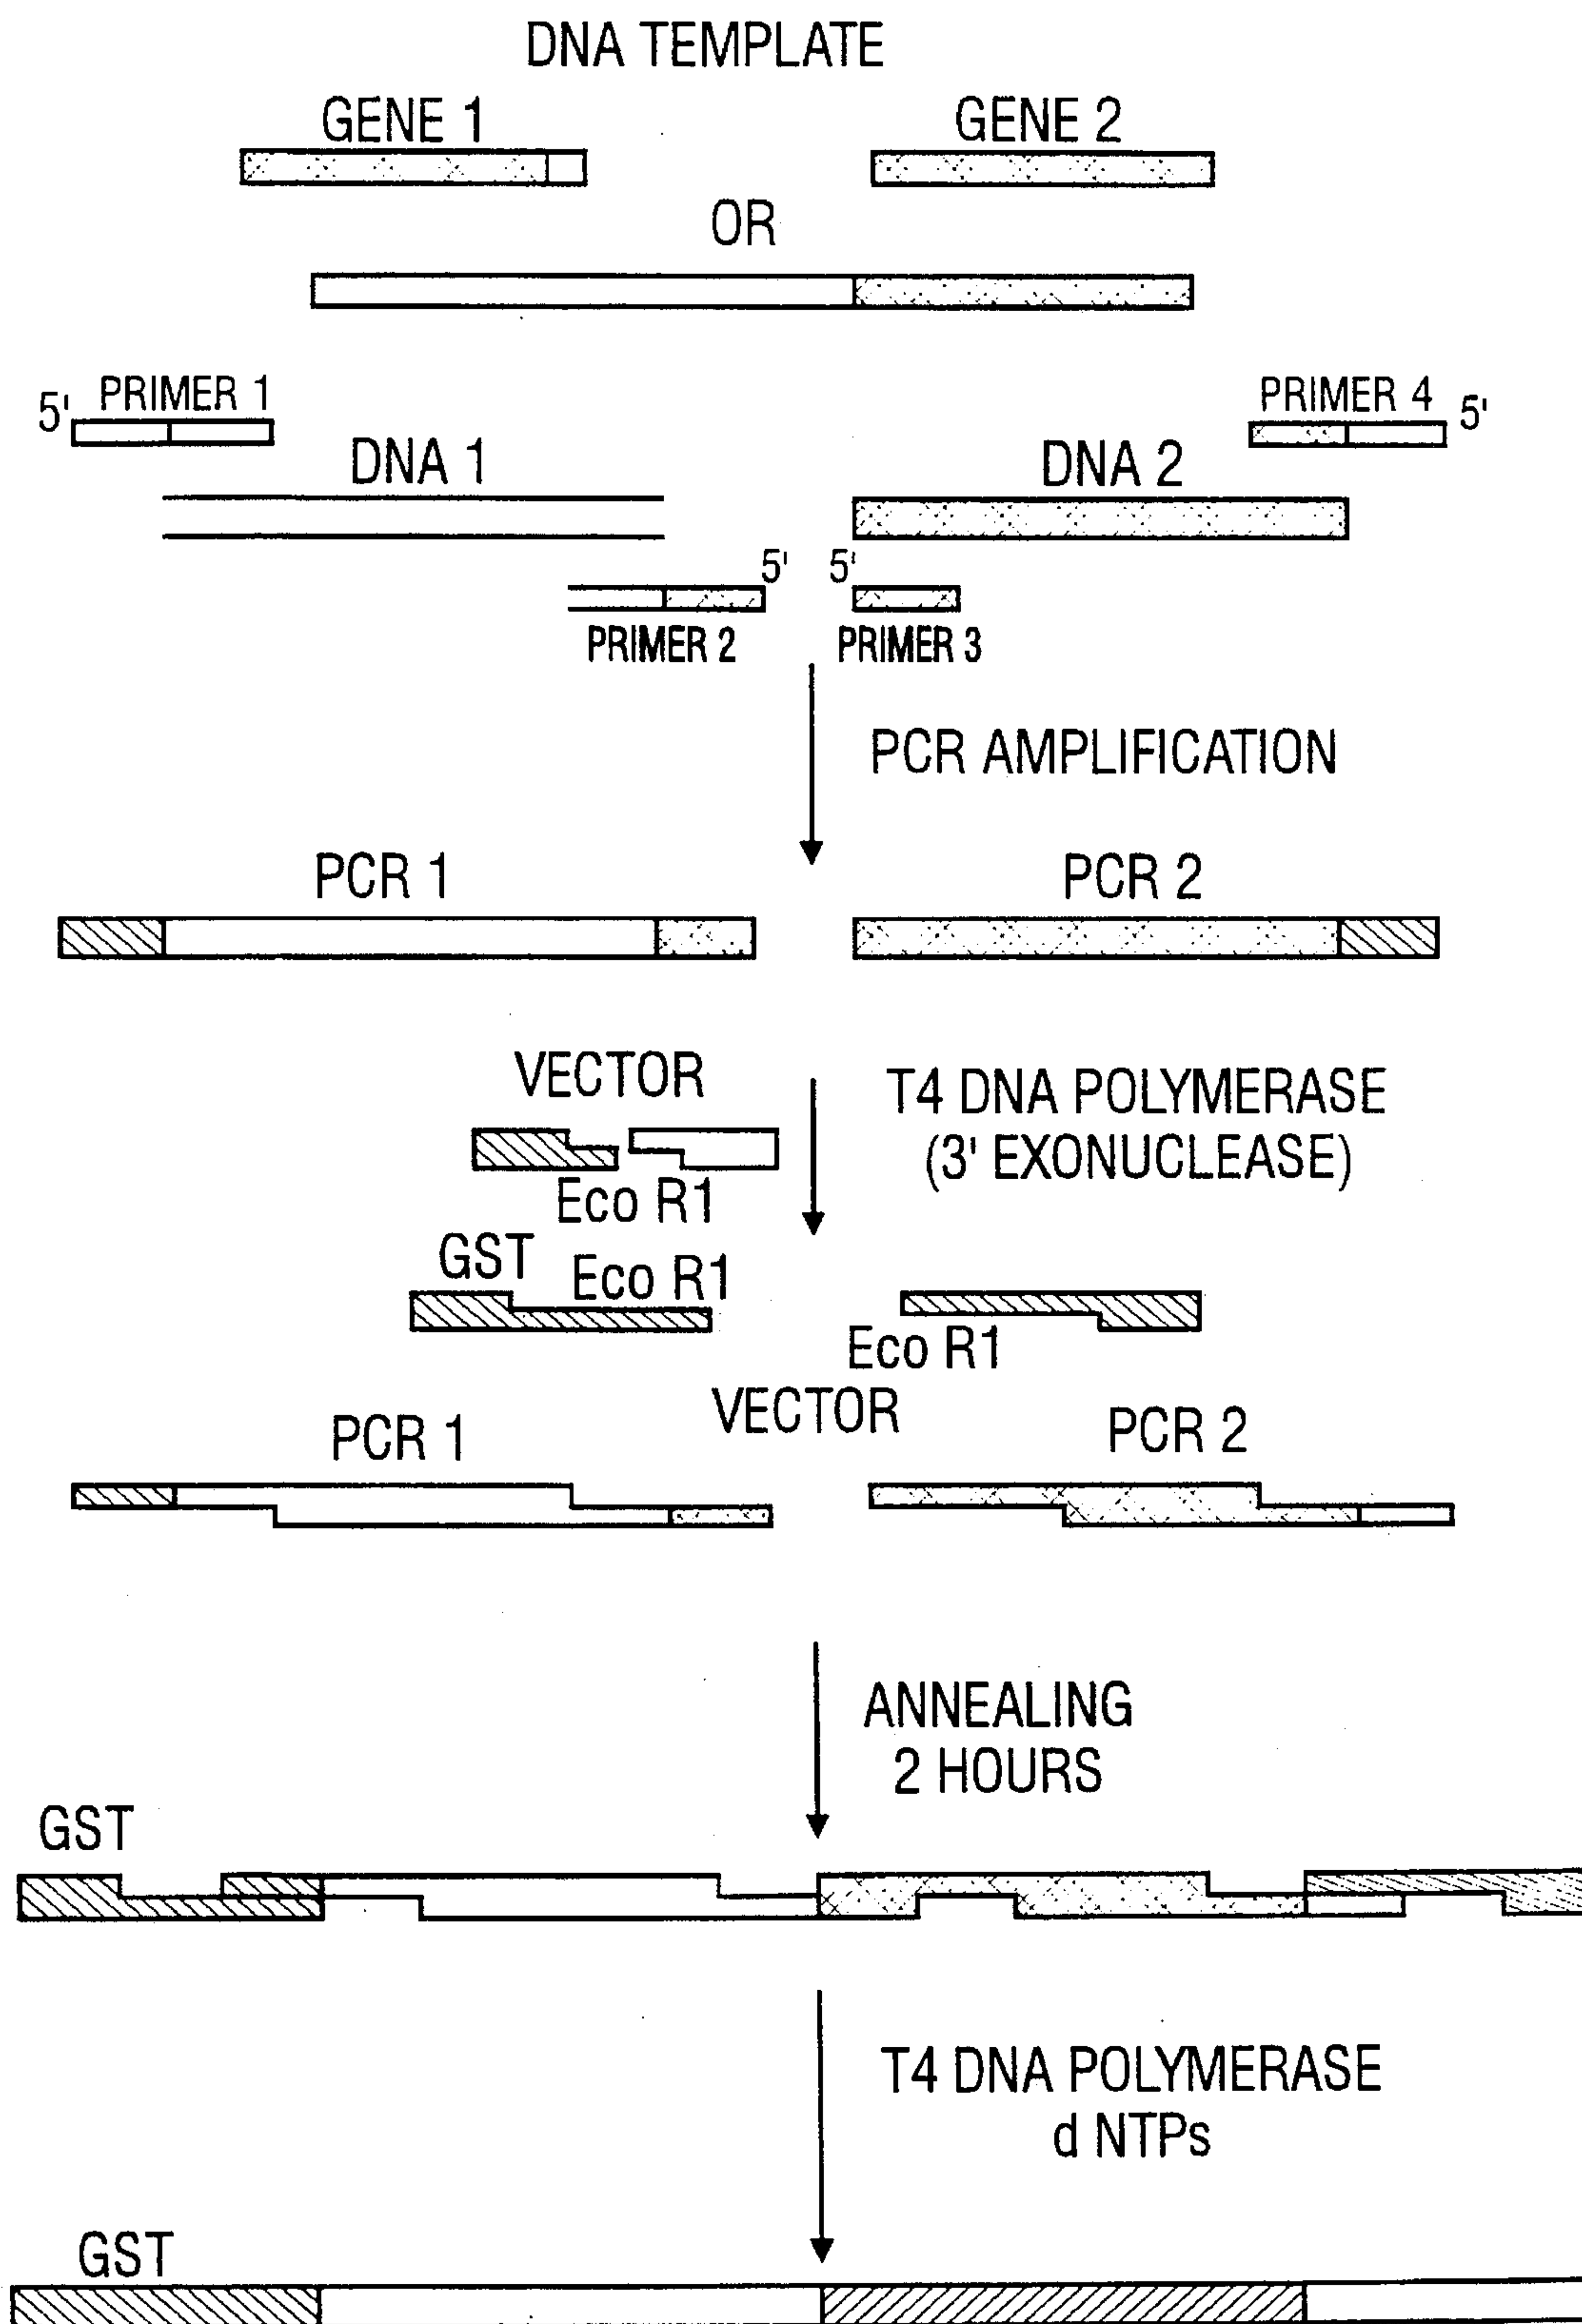 DNA TEMPLATE
GENE 1
GENE 2
OR
5' PRIMER 1
PRIMER 4 5'
DNA 1
DNA 2
5'
5'
PRIMER 2
PRIMER 3
PCR AMPLIFICATION
PCR 1
PCR 2
VECTOR
T4 DNA POLYMERASE
(3' EXONUCLEASE)
Eco R1
GST
Eco R1
Eco R1
VECTOR
PCR 1
PCR 2
ANNEALING
2 HOURS
GST
T4 DNA POLYMERASE
d NTPs
GST